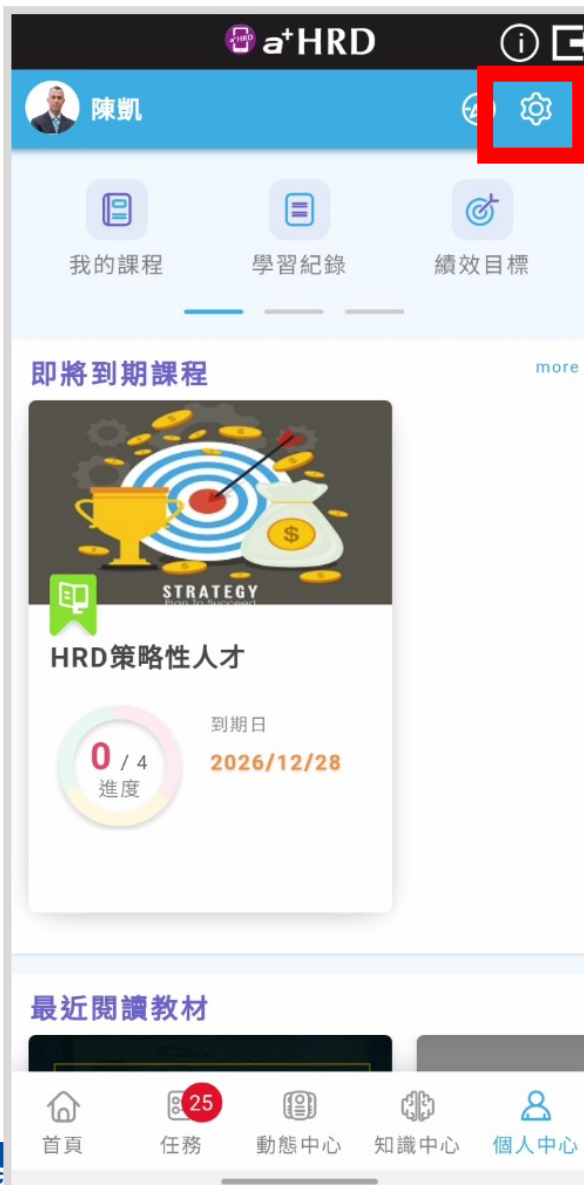 a+HRD
陳凱
我的課程
學習紀錄
績效目標
即將到期課程
more
STRATEGY
Plan To Succeed
HRD策略性人才
0 / 4
進度
到期日
2026/12/28
最近閱讀教材
25
首頁
任務
動態中心
知識中心
個人中心